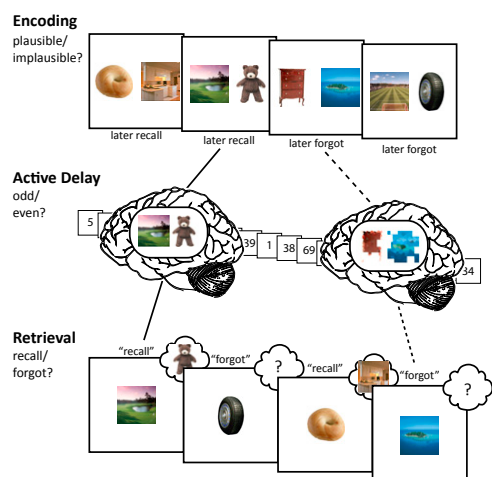 Encoding
plausible/
implausible?
later recall
later recall
later forgot
later forgot
Active Delay
odd/
even?
5
39
1
38
69
34
Retrieval
recall/
forgot?
"recall"
"forgot"
?
"recall"
"forgot"
?